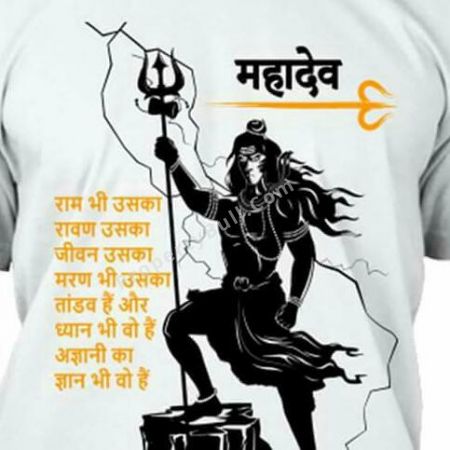 महादेव
राम भी उसका
रावण उसका
जीवन उसका
मरण भी उसका
तांडव हैं और
ध्यान भी वो हैं
अज्ञानी का
ज्ञान भी वो हैं